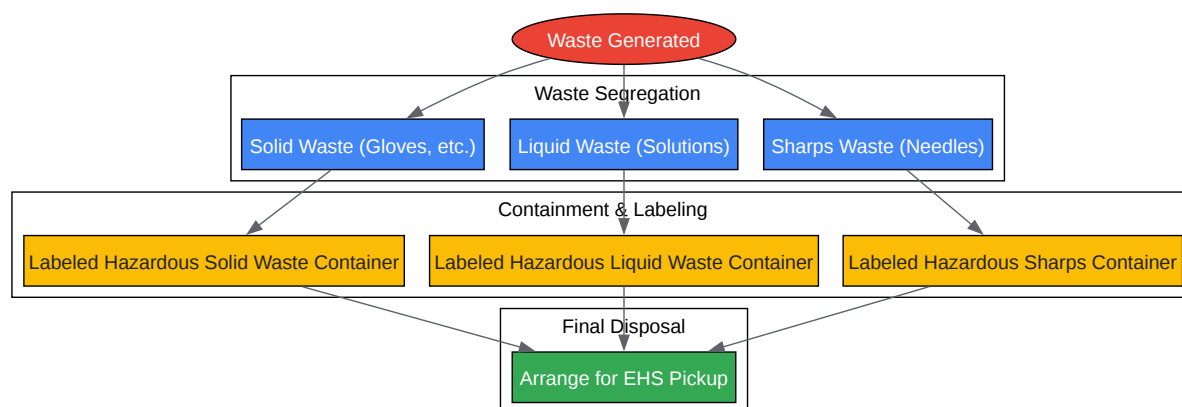 Waste Generated
Waste Segregation
Solid Waste (Gloves, etc.)
Liquid Waste (Solutions)
Sharps Waste (Needles)
Containment & Labeling
Labeled Hazardous Solid Waste Container
Labeled Hazardous Liquid Waste Container
Labeled Hazardous Sharps Container
Final Disposal
Arrange for EHS Pickup